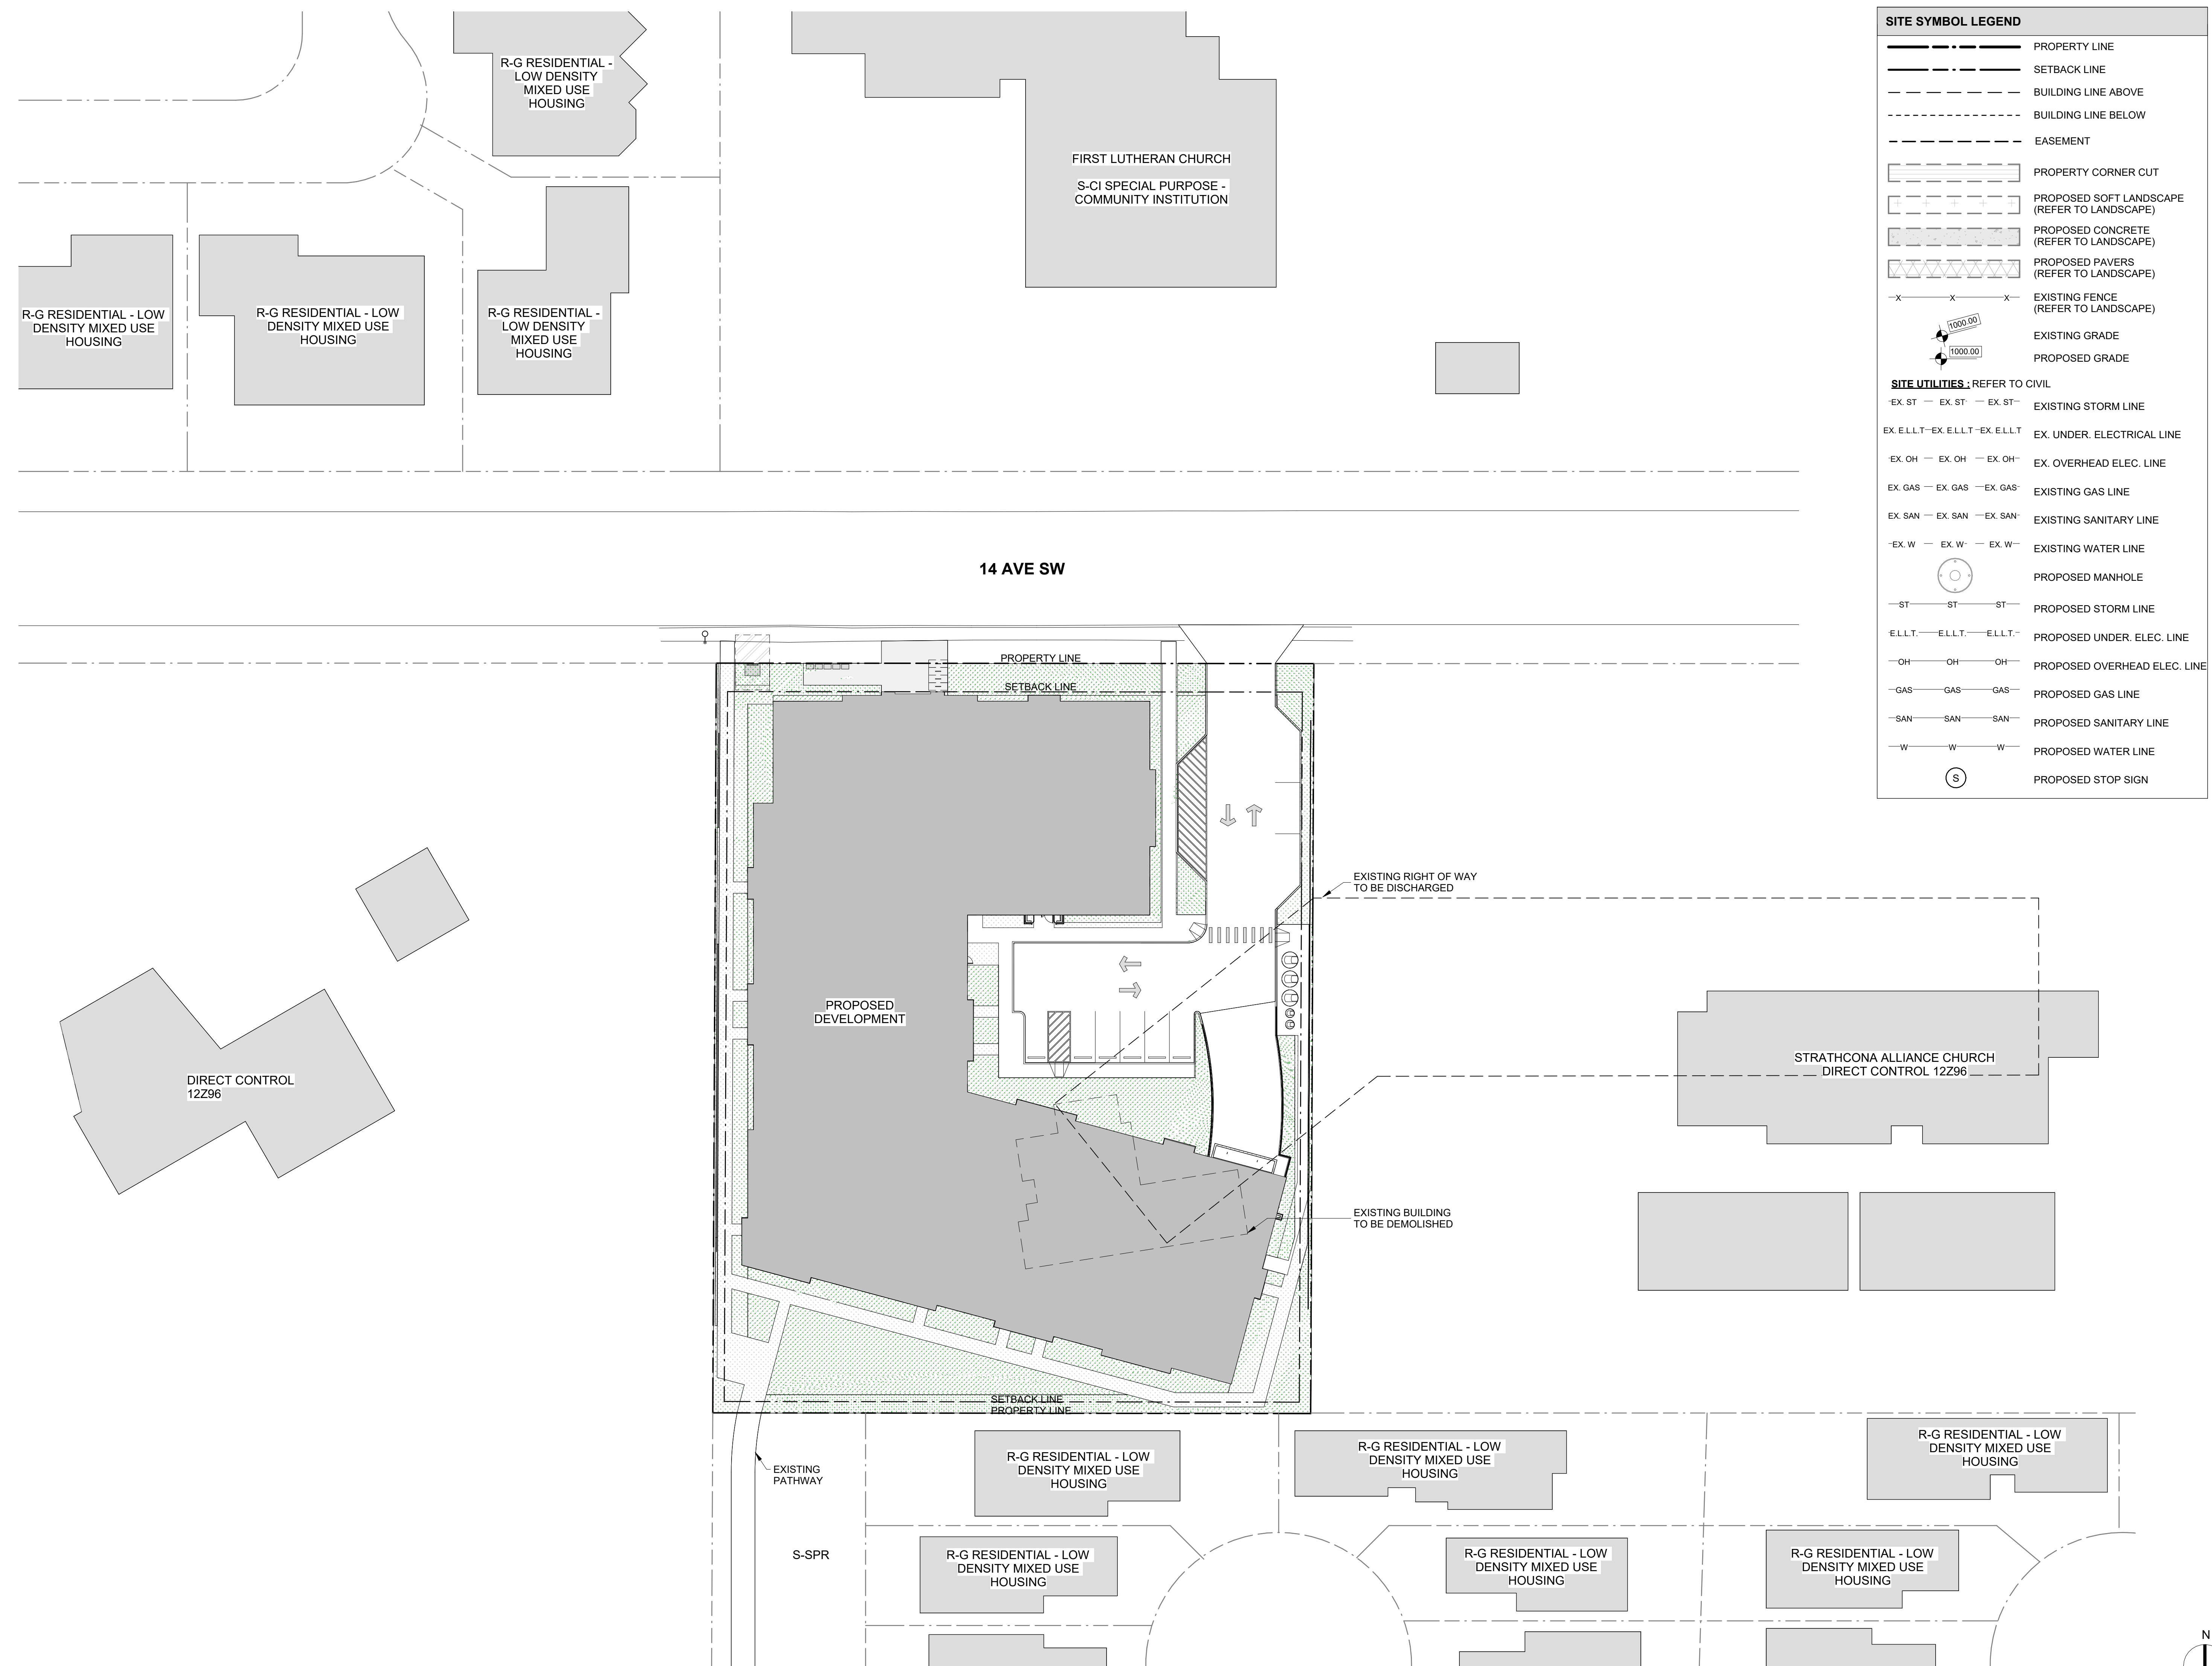 R-G RESIDENTIAL -
LOW DENSITY
MIXED USE
HOUSING
FIRST LUTHERAN CHURCH
S-CI SPECIAL PURPOSE -
COMMUNITY INSTITUTION
R-G RESIDENTIAL - LOW
DENSITY MIXED USE
HOUSING
R-G RESIDENTIAL - LOW
DENSITY MIXED USE
HOUSING
R-G RESIDENTIAL -
LOW DENSITY
MIXED USE
HOUSING
14 AVE SW
PROPERTY LINE
SETBACK LINE
EXISTING RIGHT OF WAY
TO BE DISCHARGED
PROPOSED
DEVELOPMENT
DIRECT CONTROL
12Z96
STRATHCONA ALLIANCE CHURCH
DIRECT CONTROL 12Z96
EXISTING BUILDING
TO BE DEMOLISHED
SETBACK LINE
PROPERTY LINE
EXISTING
PATHWAY
S-SPR
R-G RESIDENTIAL - LOW
DENSITY MIXED USE
HOUSING
R-G RESIDENTIAL - LOW
DENSITY MIXED USE
HOUSING
R-G RESIDENTIAL - LOW
DENSITY MIXED USE
HOUSING
R-G RESIDENTIAL - LOW
DENSITY MIXED USE
HOUSING
R-G RESIDENTIAL - LOW
DENSITY MIXED USE
HOUSING
R-G RESIDENTIAL - LOW
DENSITY MIXED USE
HOUSING
N
SITE SYMBOL LEGEND
PROPERTY LINE
SETBACK LINE
BUILDING LINE ABOVE
BUILDING LINE BELOW
EASEMENT
PROPERTY CORNER CUT
PROPOSED SOFT LANDSCAPE
(REFER TO LANDSCAPE)
PROPOSED CONCRETE
(REFER TO LANDSCAPE)
PROPOSED PAVERS
(REFER TO LANDSCAPE)
X X X EXISTING FENCE
(REFER TO LANDSCAPE)
1000.00 EXISTING GRADE
1000.00 PROPOSED GRADE
SITE UTILITIES : REFER TO CIVIL
EX. ST EX. ST EX. ST EXISTING STORM LINE
EX. E.L.L.T EX. E.L.L.T EX. E.L.L.T EX. UNDER. ELECTRICAL LINE
EX. OH EX. OH EX. OH EX. OVERHEAD ELEC. LINE
EX. GAS EX. GAS EX. GAS EXISTING GAS LINE
EX. SAN EX. SAN EX. SAN EXISTING SANITARY LINE
EX. W EX. W EX. W EXISTING WATER LINE
PROPOSED MANHOLE
ST ST ST PROPOSED STORM LINE
E.L.L.T. E.L.L.T. E.L.L.T. PROPOSED UNDER. ELEC. LINE
OH OH OH PROPOSED OVERHEAD ELEC. LINE
GAS GAS GAS PROPOSED GAS LINE
SAN SAN SAN PROPOSED SANITARY LINE
W W W PROPOSED WATER LINE
S PROPOSED STOP SIGN